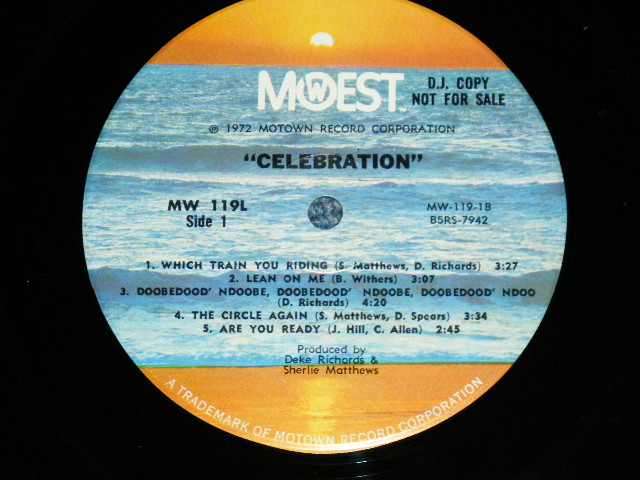 MOWEST
D.J. COPY
NOT FOR SALE
℗ 1972 MOTOWN RECORD CORPORATION
"CELEBRATION"
MW 119L
Side 1
MW-119-1B
BSRS-7942
1. WHICH TRAIN YOU RIDING (S. Matthews, D. Richards) 3:27
2. LEAN ON ME (B. Withers) 3:07
3. DOOBEDOOD' NDOOBE, DOOBEDOOD' NDOOBE, DOOBEDOOD' NDOO
(D. Richards) 4:20
4. THE CIRCLE AGAIN (S. Matthews, D. Spears) 3:34
5. ARE YOU READY (J. Hill, C. Allen) 2:45
Produced by
Deke Richards &
Sherlie Matthews
A TRADEMARK OF MOTOWN RECORD CORPORATION